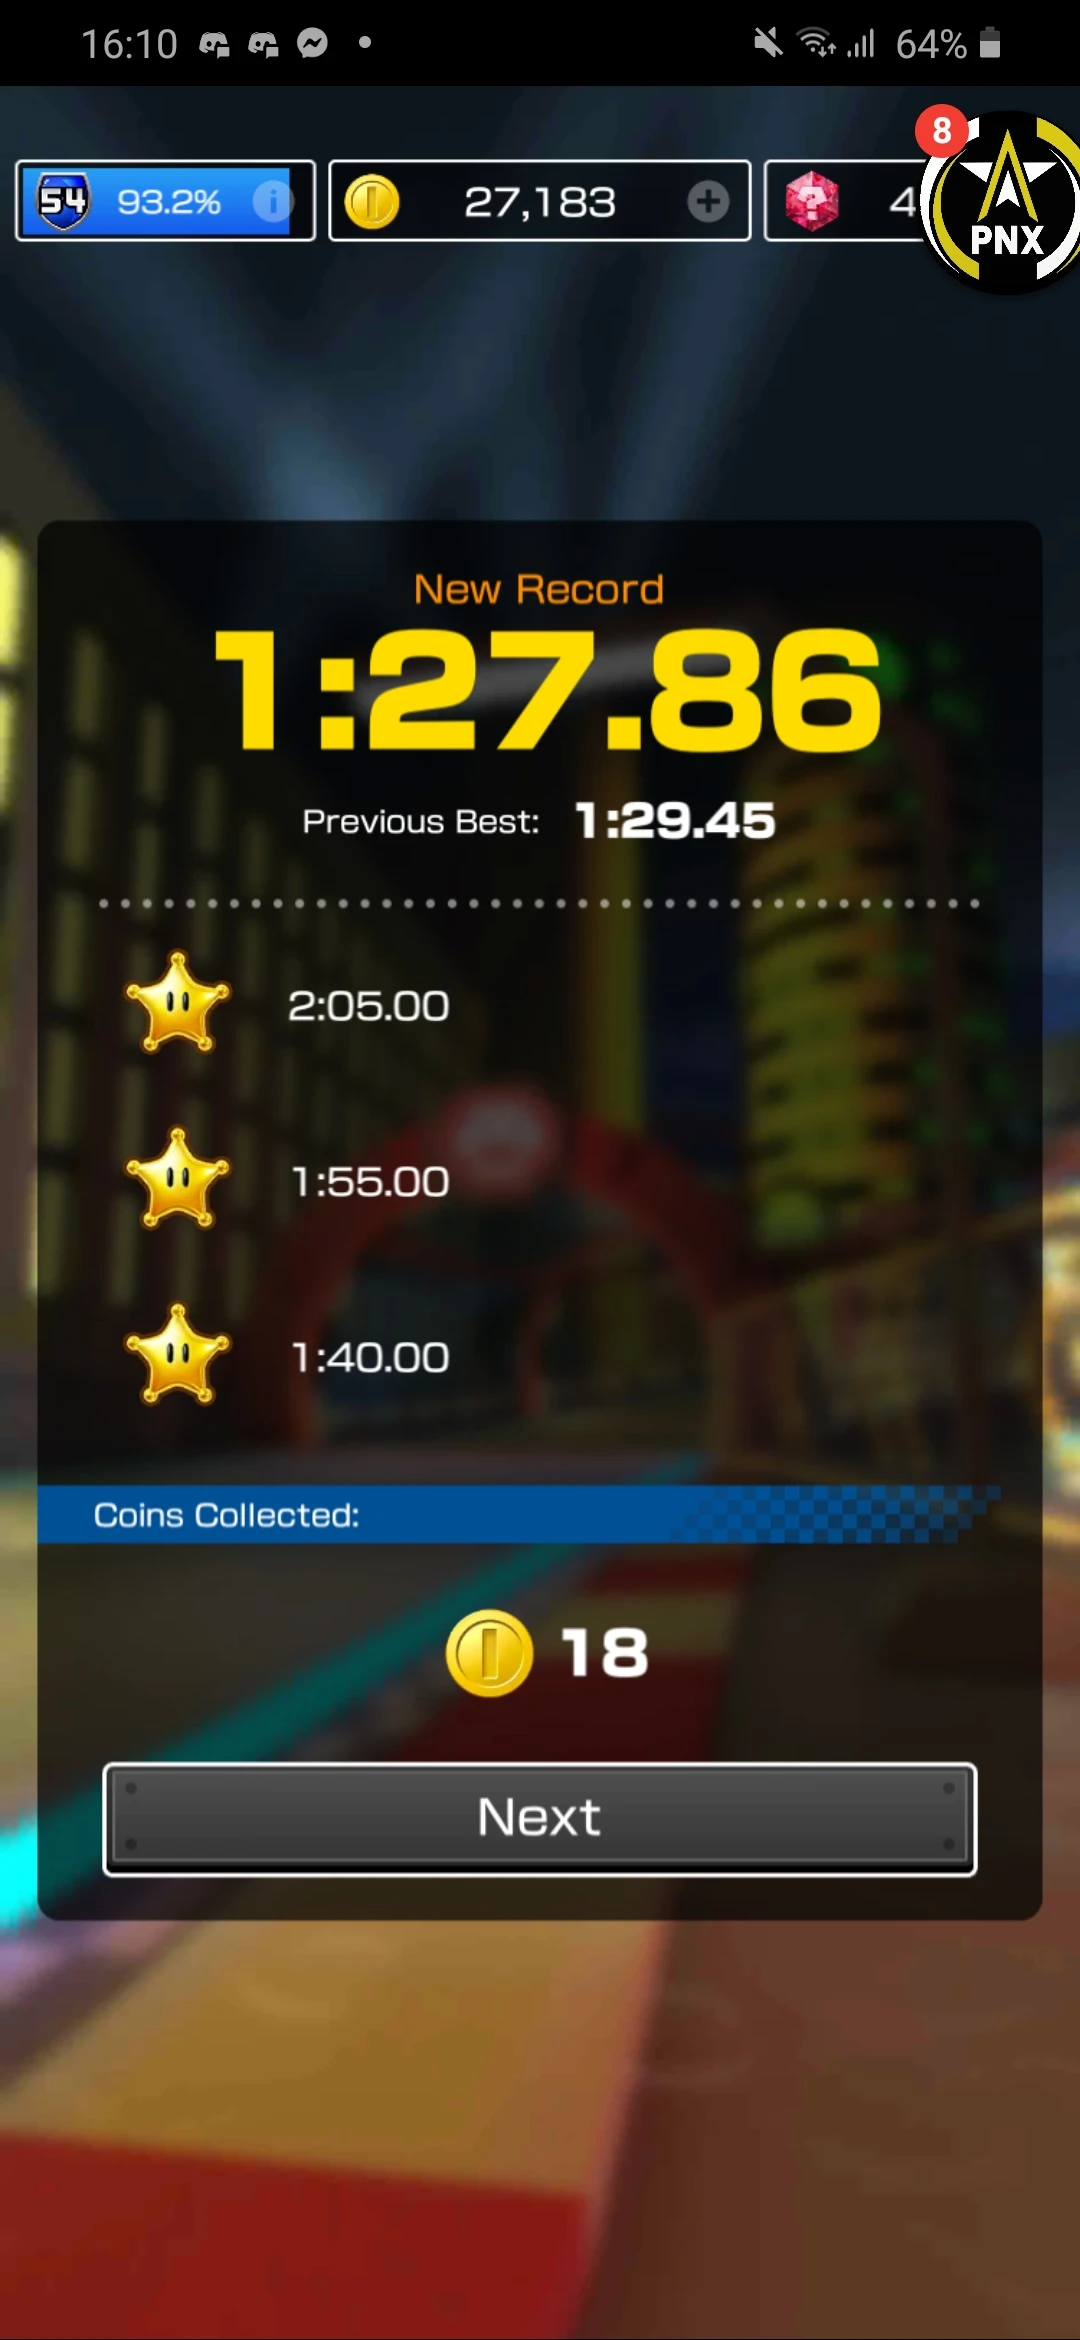 16:10 64%
8
54 93.2% i 27,183 + 4
PNX
New Record
1:27.86
Previous Best: 1:29.45
2:05.00
1:55.00
1:40.00
Coins Collected:
18
Next